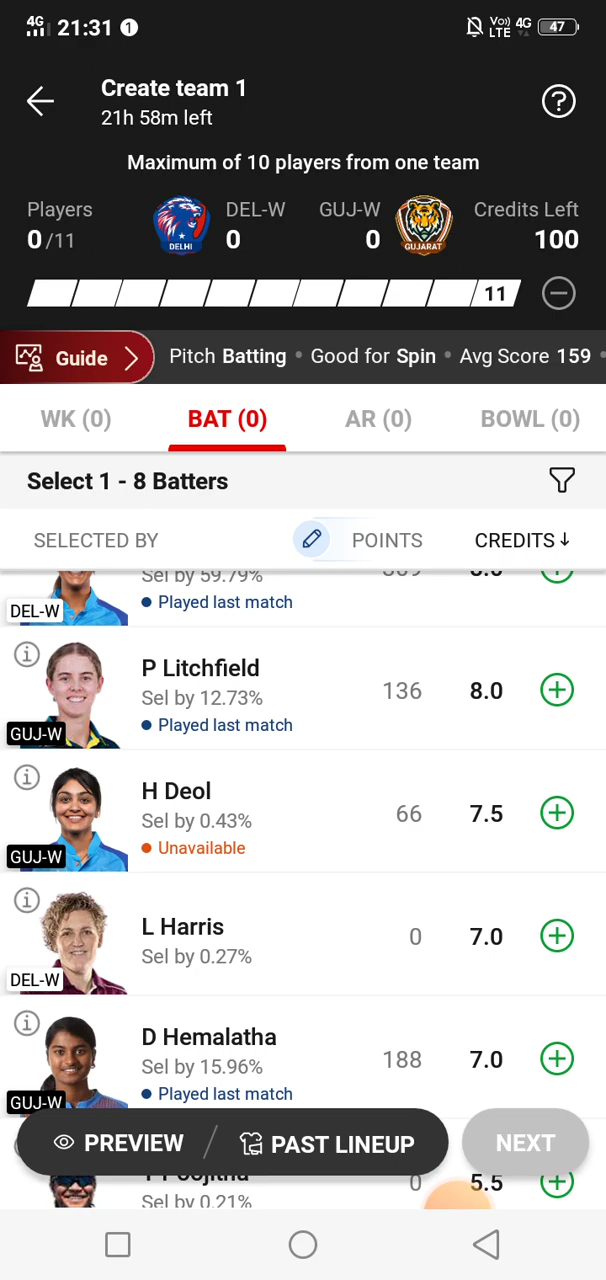 4G 21:31 1 Vo) LTE 4G 47
Create team 1
21h 58m left
?
Maximum of 10 players from one team
Players DEL-W GUJ-W Credits Left
0/11 DELHI 0 0 GUJARAT 100
11
Guide Pitch Batting • Good for Spin • Avg Score 159
WK (0) BAT (0) AR (0) BOWL (0)
Select 1 - 8 Batters
SELECTED BY POINTS CREDITS↓
Sel by 59.79%
DEL-W • Played last match
P Litchfield
Sel by 12.73% 136 8.0
GUJ-W • Played last match
H Deol
Sel by 0.43% 66 7.5
GUJ-W • Unavailable
L Harris 0 7.0
Sel by 0.27%
DEL-W
D Hemalatha
Sel by 15.96% 188 7.0
GUJ-W • Played last match
PREVIEW / PAST LINEUP NEXT
0 5.5
Sel by 0.21%